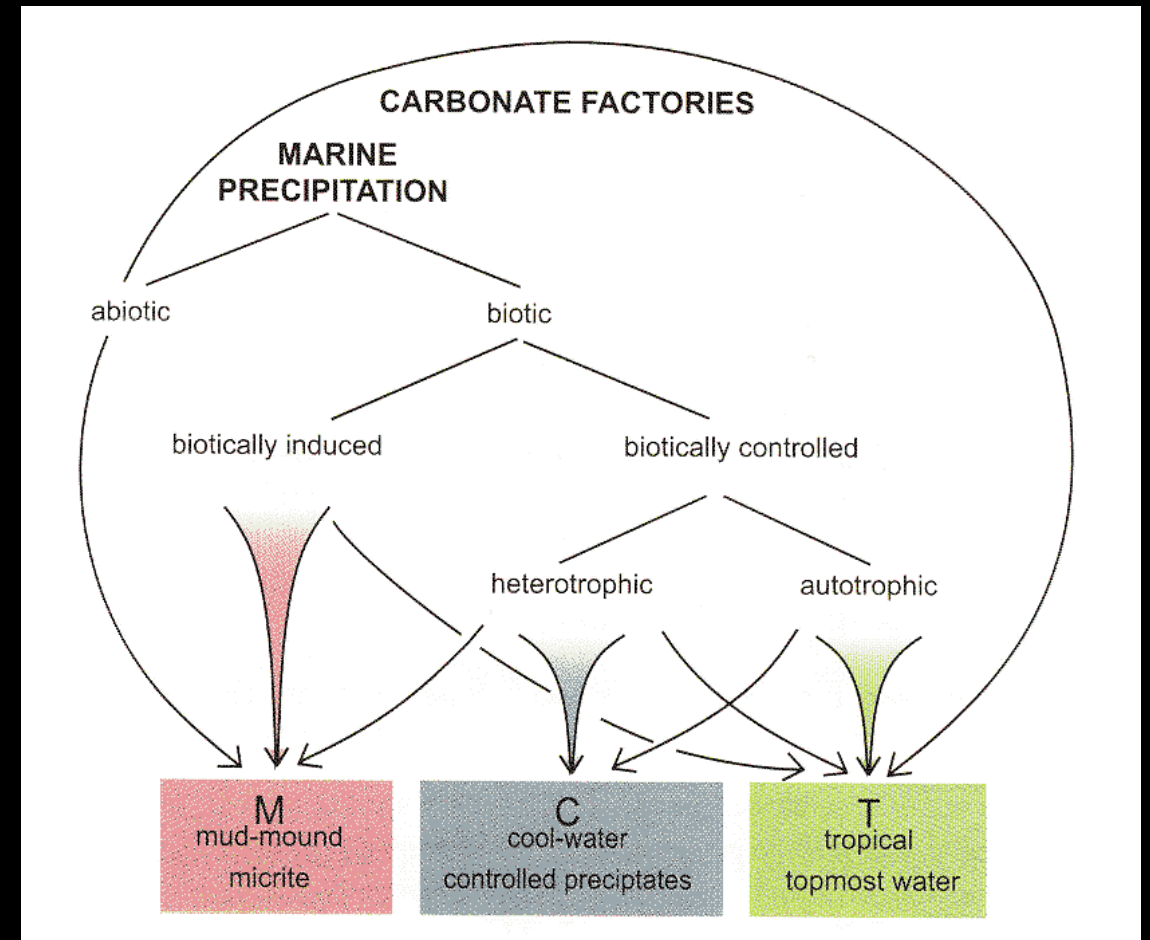 CARBONATE FACTORIES
MARINE
PRECIPITATION
abiotic
biotic
biotically induced
biotically controlled
heterotrophic
autotrophic
M
mud-mound
micrite
C
cool-water
controlled preciptates
T
tropical
topmost water